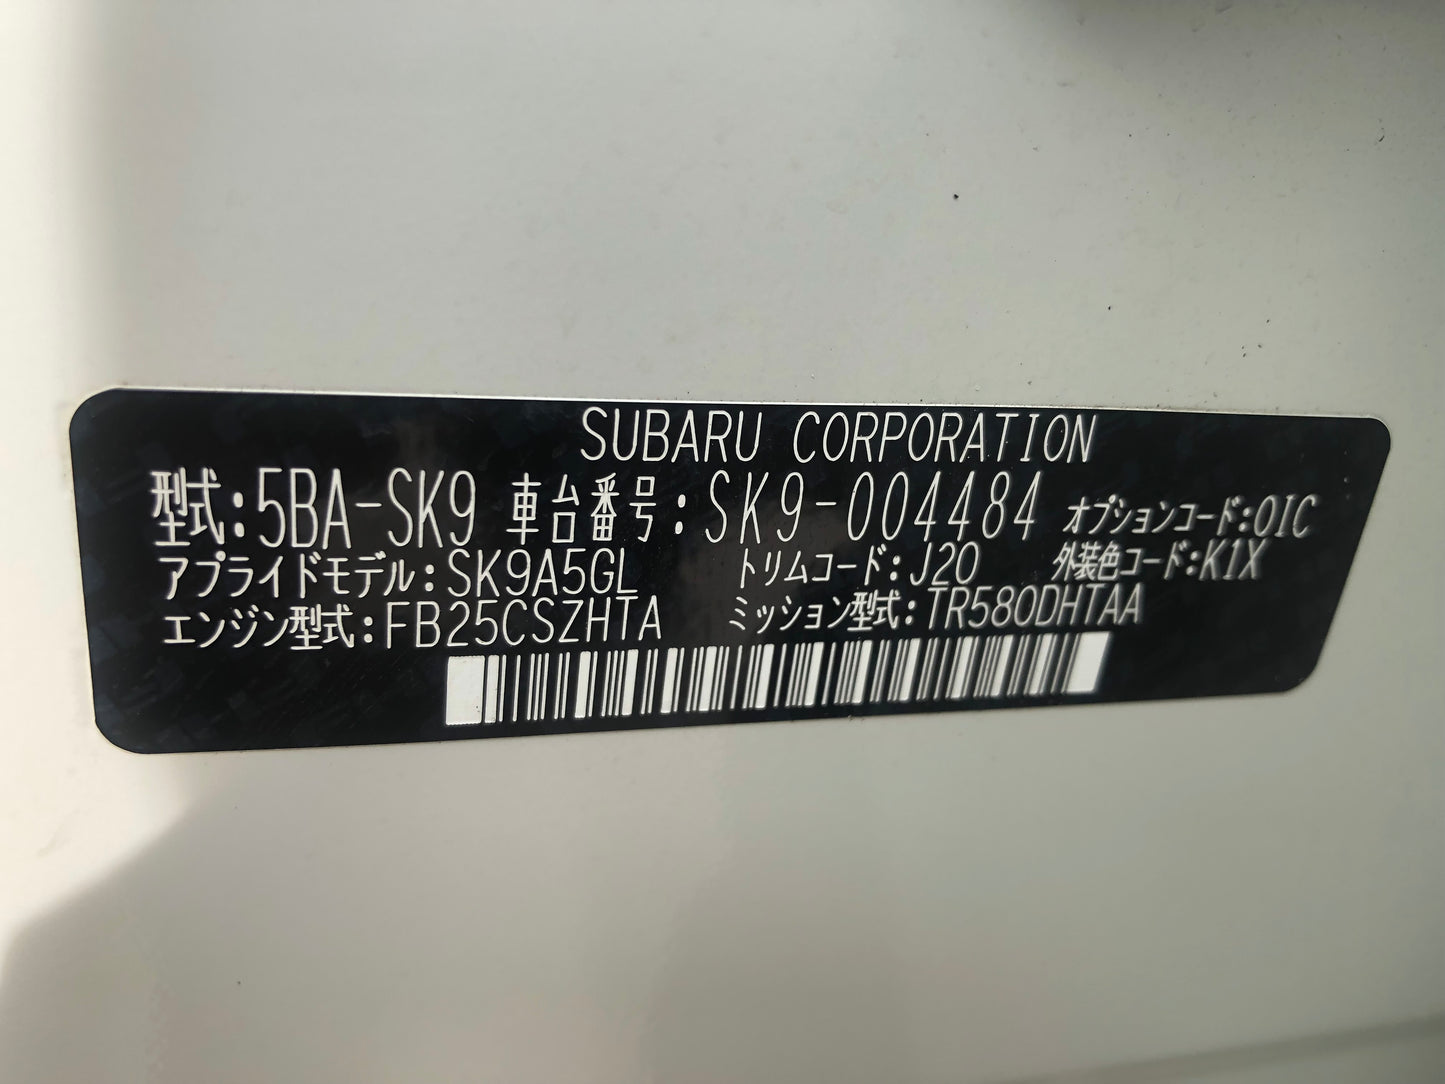 SUBARU CORPORATION
型式:5BA-SK9 車台番号:SK9-004484 オプションコード:OIC
アプライドモデル:SK9A5GL トリムコード:J20 外装色コード:K1X
エンジン型式:FB25CSZHTA ミッション型式:TR580DHTAA